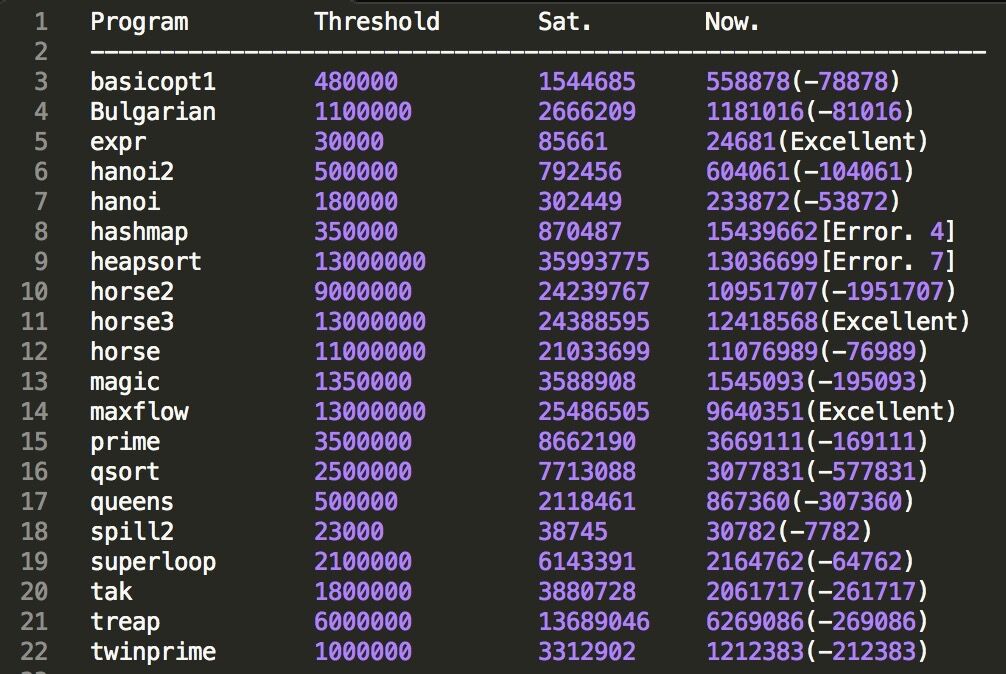 1 Program Threshold Sat. Now.
2 ----------------------------------------------------------------
3 basicopt1 480000 1544685 558878(-78878)
4 Bulgarian 1100000 2666209 1181016(-81016)
5 expr 30000 85661 24681(Excellent)
6 hanoi2 500000 792456 604061(-104061)
7 hanoi 180000 302449 233872(-53872)
8 hashmap 350000 870487 15439662[Error. 4]
9 heapsort 13000000 35993775 13036699[Error. 7]
10 horse2 9000000 24239767 10951707(-1951707)
11 horse3 13000000 24388595 12418568(Excellent)
12 horse 11000000 21033699 11076989(-76989)
13 magic 1350000 3588908 1545093(-195093)
14 maxflow 13000000 25486505 9640351(Excellent)
15 prime 3500000 8662190 3669111(-169111)
16 qsort 2500000 7713088 3077831(-577831)
17 queens 500000 2118461 867360(-307360)
18 spill2 23000 38745 30782(-7782)
19 superloop 2100000 6143391 2164762(-64762)
20 tak 1800000 3880728 2061717(-261717)
21 treap 6000000 13689046 6269086(-269086)
22 twinprime 1000000 3312902 1212383(-212383)